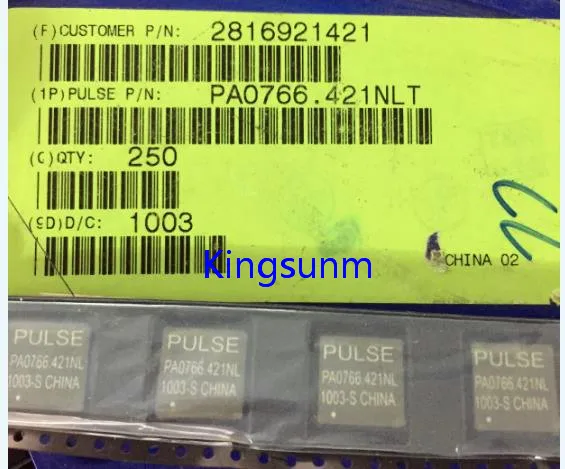 (F)CUSTOMER P/N: 2816921421
(1P)PULSE P/N: PA0766.421NLT
(Q)QTY: 250
(9D)D/C: 1003
Kingsunm
CHINA 02
PULSE
PA0766.421NL
1003-S CHINA
PULSE
PA0766.421NL
1003-S CHINA
PULSE
PA0766.421NL
1003-S CHINA
PULSE
PA0766.421NL
1003-S CHINA